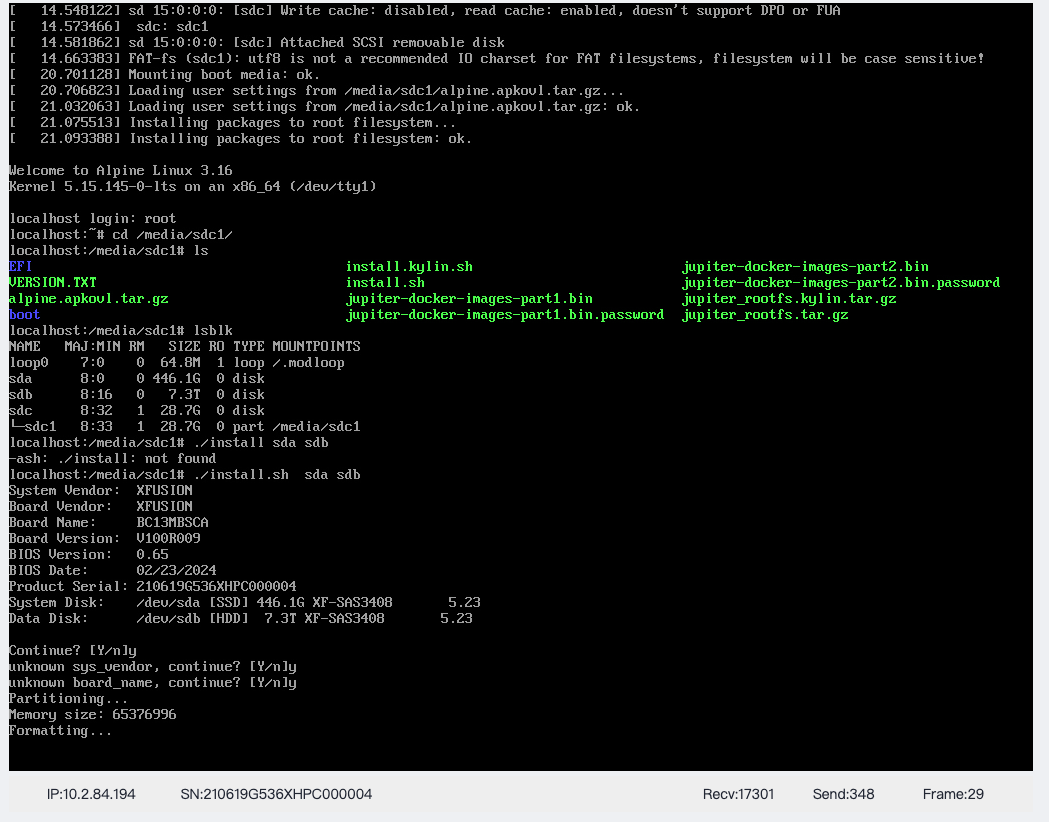 [   14.548122] sd 15:0:0:0: [sdc] Write cache: disabled, read cache: enabled, doesn't support DPO or FUA
[   14.573466]  sdc: sdc1
[   14.581862] sd 15:0:0:0: [sdc] Attached SCSI removable disk
[   14.663383] FAT-fs (sdc1): utf8 is not a recommended IO charset for FAT filesystems, filesystem will be case sensitive!
[   20.701128] Mounting boot media: ok.
[   20.706823] Loading user settings from /media/sdc1/alpine.apkovl.tar.gz...
[   21.032063] Loading user settings from /media/sdc1/alpine.apkovl.tar.gz: ok.
[   21.075513] Installing packages to root filesystem...
[   21.093388] Installing packages to root filesystem: ok.
Welcome to Alpine Linux 3.16
Kernel 5.15.145-0-lts on an x86_64 (/dev/tty1)
localhost login: root
localhost:~# cd /media/sdc1/
localhost:/media/sdc1# ls
EFI                                       install.kylin.sh                          jupiter-docker-images-part2.bin
VERSION.TXT                               install.sh                                jupiter-docker-images-part2.bin.password
alpine.apkovl.tar.gz                      jupiter-docker-images-part1.bin           jupiter_rootfs.kylin.tar.gz
boot                                      jupiter-docker-images-part1.bin.password  jupiter_rootfs.tar.gz
localhost:/media/sdc1# lsblk
NAME   MAJ:MIN RM   SIZE RO TYPE MOUNTPOINTS
loop0    7:0    0  64.8M  1 loop /.modloop
sda      8:0    0 446.1G  0 disk
sdb      8:16   0   7.3T  0 disk
sdc      8:32   1  28.7G  0 disk
└─sdc1   8:33   1  28.7G  0 part /media/sdc1
localhost:/media/sdc1# ./install sda sdb
-ash: ./install: not found
localhost:/media/sdc1# ./install.sh  sda sdb
System Vendor:  XFUSION
Board Vendor:   XFUSION
Board Name:     BC13MBSCA
Board Version:  V100R009
BIOS Version:   0.65
BIOS Date:      02/23/2024
Product Serial: 210619G536XHPC000004
System Disk:    /dev/sda [SSD] 446.1G XF-SAS3408       5.23
Data Disk:      /dev/sdb [HDD]  7.3T XF-SAS3408       5.23
Continue? [Y/n]y
unknown sys_vendor, continue? [Y/n]y
unknown board_name, continue? [Y/n]y
Partitioning...
Memory size: 65376996
Formatting...
IP:10.2.84.194 SN:210619G536XHPC000004 Recv:17301 Send:348 Frame:29